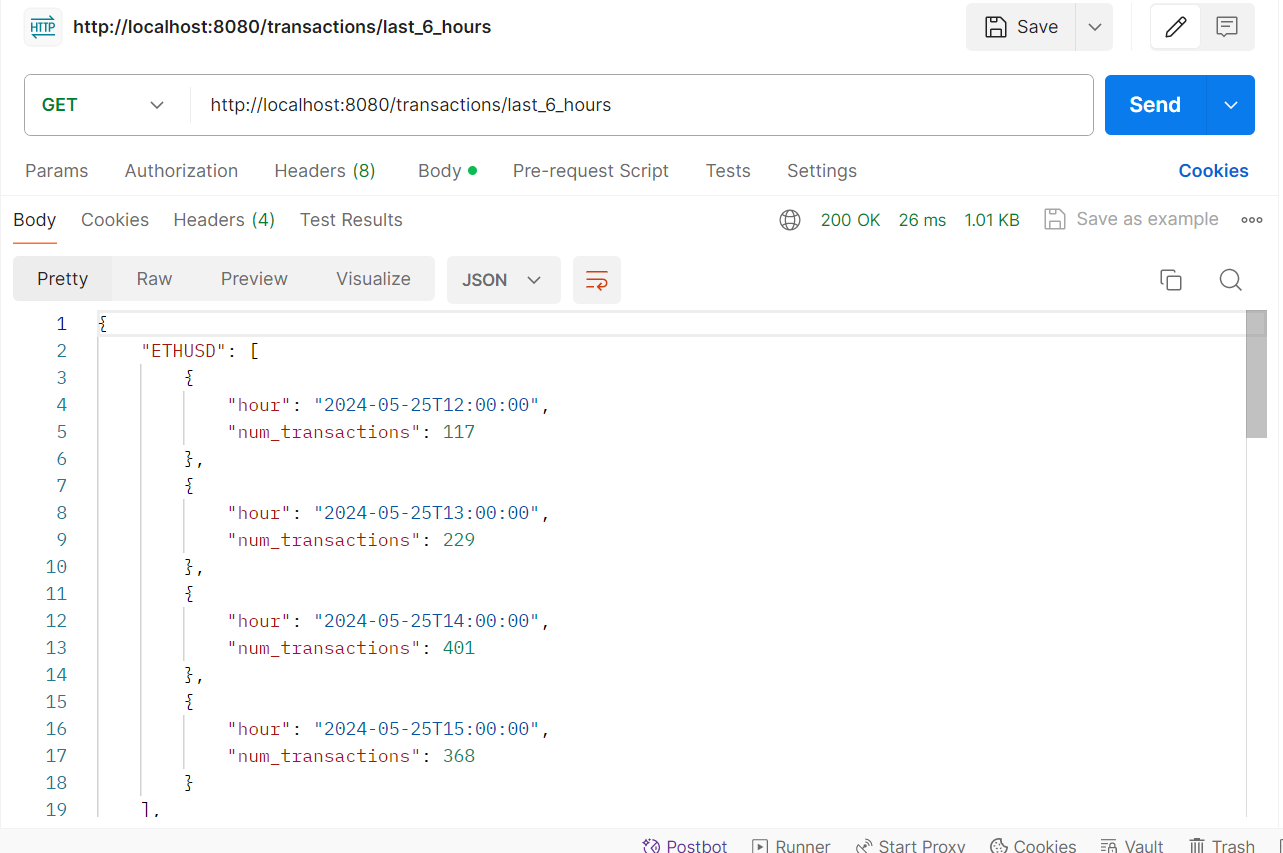 HTTP http://localhost:8080/transactions/last_6_hours Save
GET http://localhost:8080/transactions/last_6_hours Send
Params Authorization Headers (8) Body Pre-request Script Tests Settings Cookies
Body Cookies Headers (4) Test Results 200 OK 26 ms 1.01 KB Save as example
Pretty Raw Preview Visualize JSON
1 {
2 "ETHUSD": [
3 {
4 "hour": "2024-05-25T12:00:00",
5 "num_transactions": 117
6 },
7 {
8 "hour": "2024-05-25T13:00:00",
9 "num_transactions": 229
10 },
11 {
12 "hour": "2024-05-25T14:00:00",
13 "num_transactions": 401
14 },
15 {
16 "hour": "2024-05-25T15:00:00",
17 "num_transactions": 368
18 }
19 ],
Postbot Runner Start Proxy Cookies Vault Trash